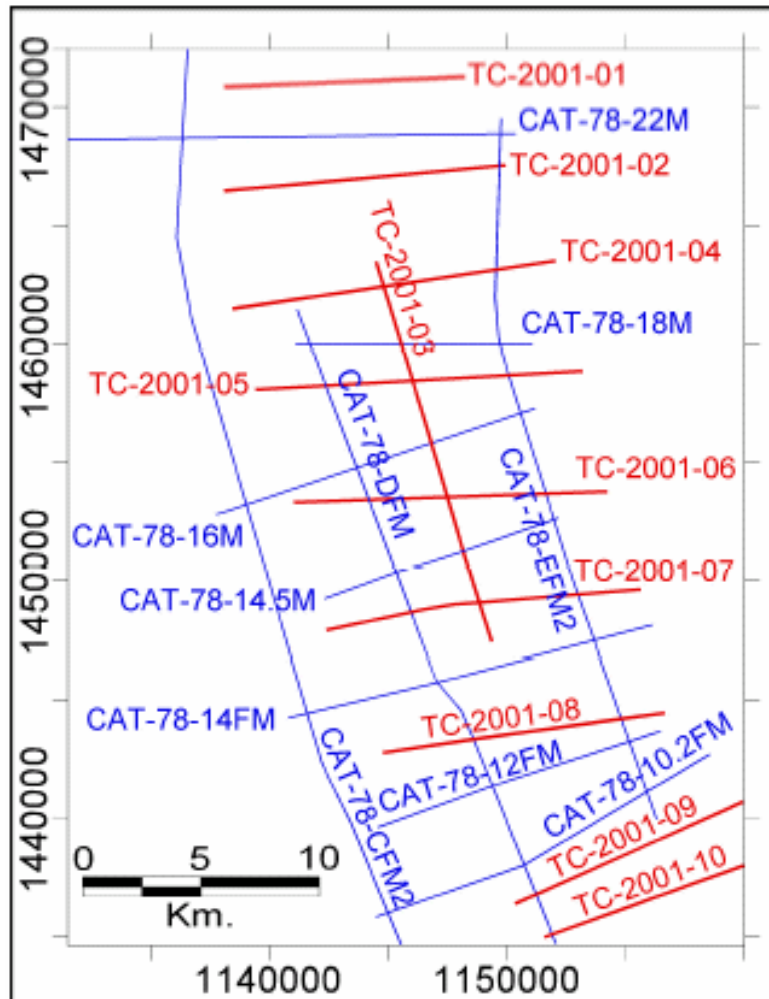 TC-2001-01
1470000
CAT-78-22M
TC-2001-02
TC-2001-03
TC-2001-04
CAT-78-18M
1460000
TC-2001-05
CAT-78-DFM
TC-2001-06
CAT-78-EFM2
CAT-78-16M
TC-2001-07
1450000
CAT-78-14.5M
CAT-78-14FM
TC-2001-08
CAT-78-12FM
CAT-78-10.2FM
CAT-78-CFM2
1440000
TC-2001-09
TC-2001-10
0 5 10
Km.
1140000 1150000